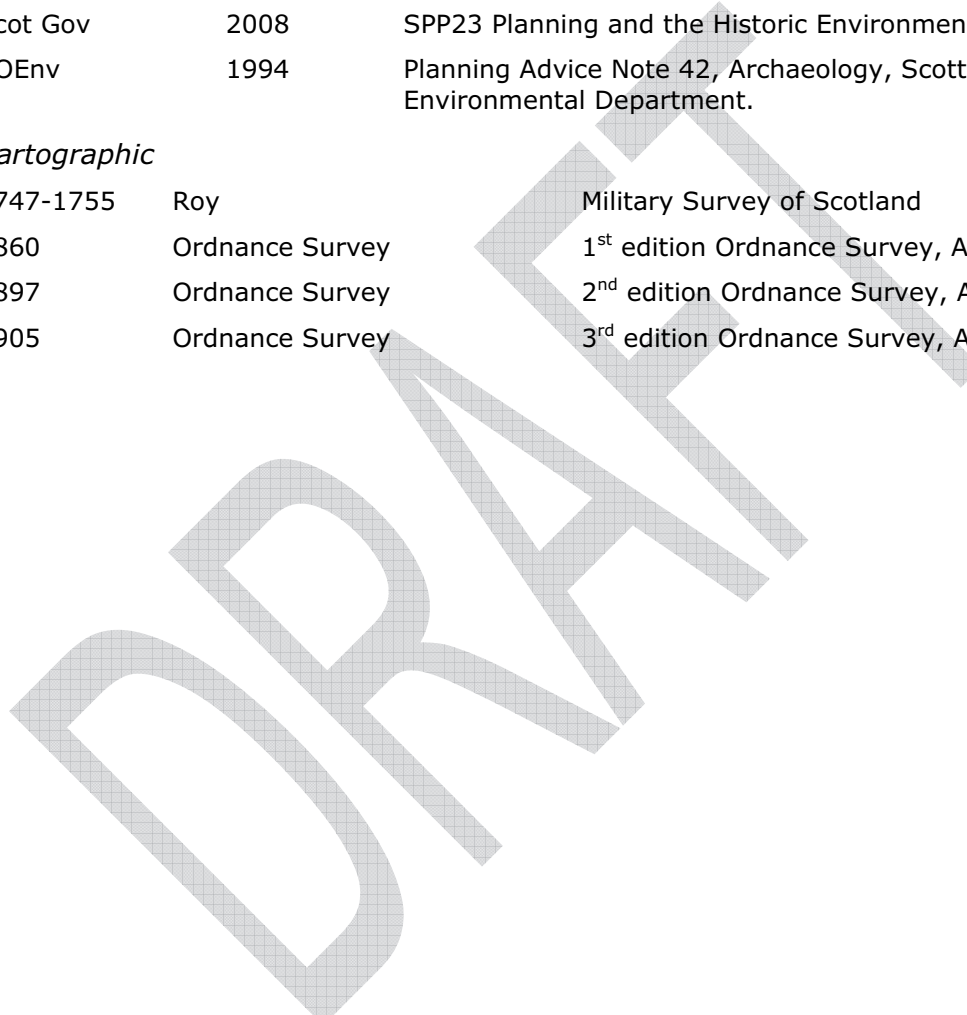 cot Gov 2008 SPP23 Planning and the Historic Environmen
OEnv 1994 Planning Advice Note 42, Archaeology, Scott
Environmental Department.
artographic
747-1755 Roy Military Survey of Scotland
860 Ordnance Survey 1st edition Ordnance Survey, A
897 Ordnance Survey 2nd edition Ordnance Survey, A
905 Ordnance Survey 3rd edition Ordnance Survey, A
DRAFT